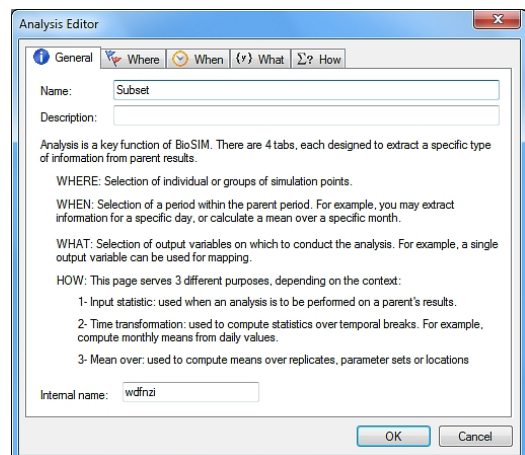 Analysis Editor
General
Where
When
{y} What
Σ? How
Name: Subset
Description:
Analysis is a key function of BioSIM. There are 4 tabs, each designed to extract a specific type
of information from parent results.
WHERE: Selection of individual or groups of simulation points.
WHEN: Selection of a period within the parent period. For example, you may extract
information for a specific day, or calculate a mean over a specific month.
WHAT: Selection of output variables on which to conduct the analysis. For example, a single
output variable can be used for mapping.
HOW: This page serves 3 different purposes, depending on the context:
1- Input statistic: used when an analysis is to be performed on a parent's results.
2- Time transformation: used to compute statistics over temporal breaks. For example,
compute monthly means from daily values.
3- Mean over: used to compute means over replicates, parameter sets or locations
Internal name: wdfnzi
OK
Cancel